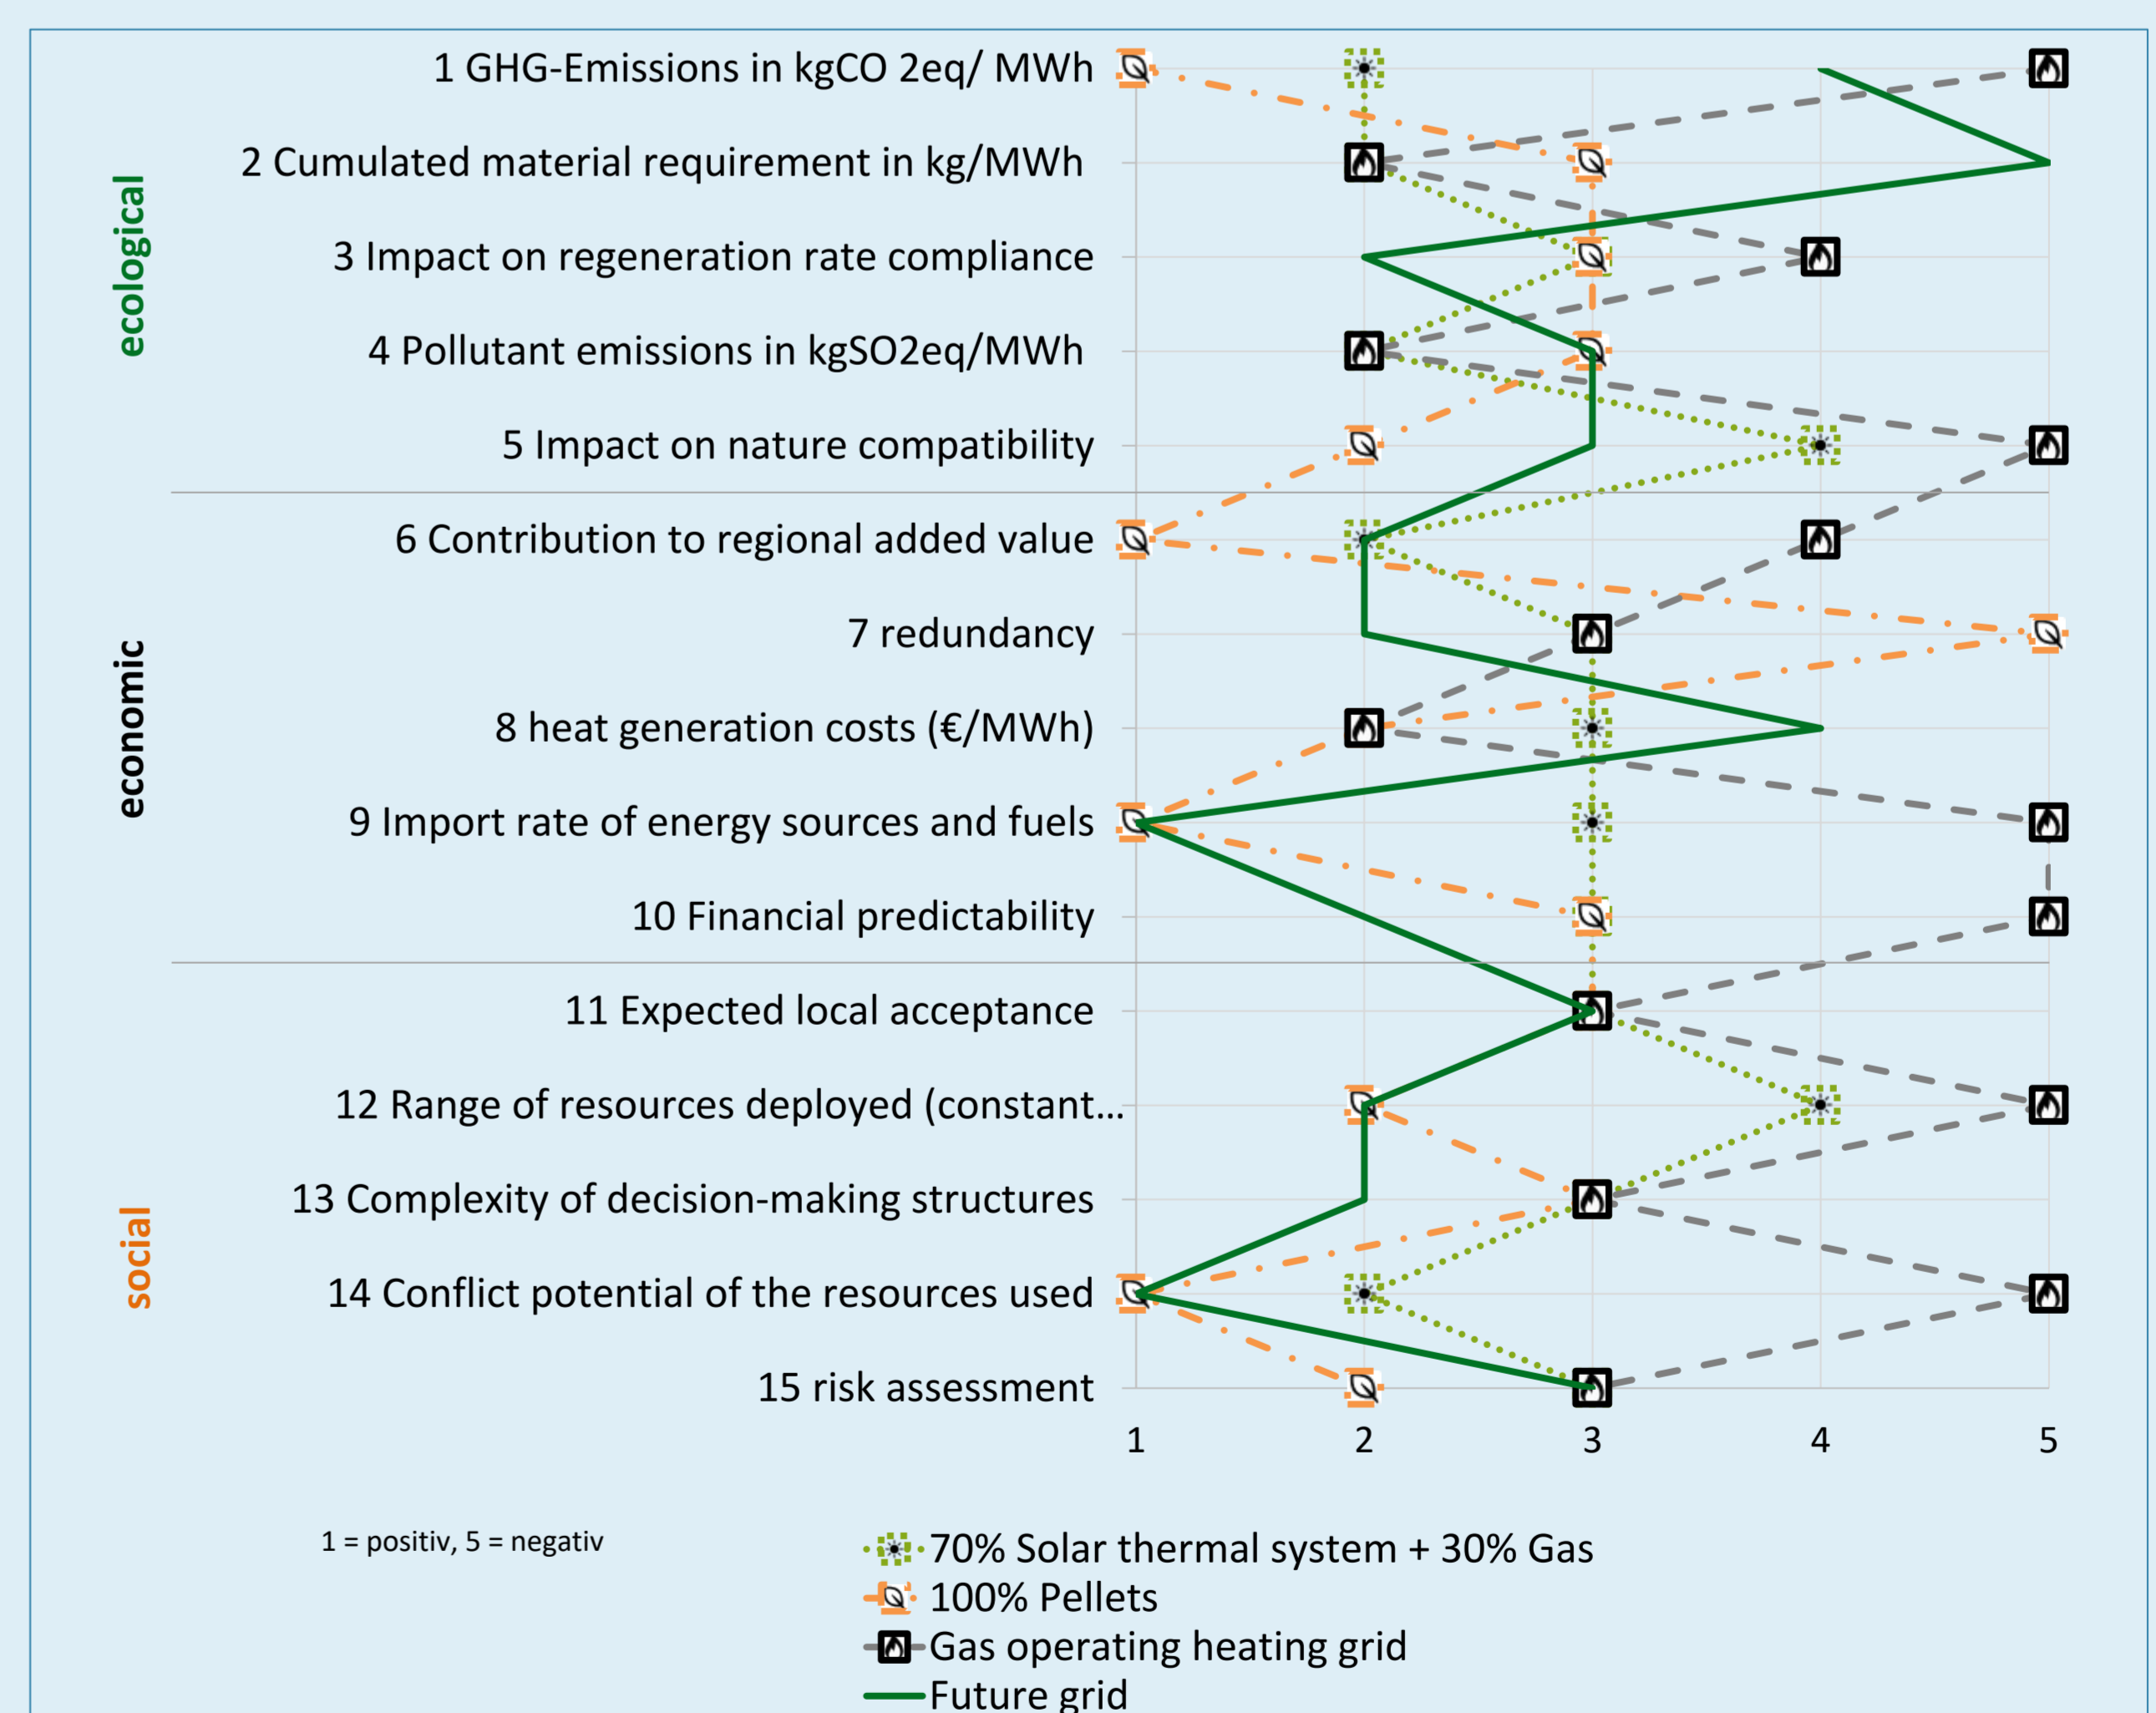 1 GHG-Emissions in kgCO 2eq/ MWh
2 Cumulated material requirement in kg/MWh
3 Impact on regeneration rate compliance
4 Pollutant emissions in kgSO2eq/MWh
5 Impact on nature compatibility
ecological
6 Contribution to regional added value
7 redundancy
8 heat generation costs (€/MWh)
9 Import rate of energy sources and fuels
10 Financial predictability
economic
11 Expected local acceptance
12 Range of resources deployed (constant...
13 Complexity of decision-making structures
14 Conflict potential of the resources used
15 risk assessment
social
1 2 3 4 5
1 = positiv, 5 = negativ
70% Solar thermal system + 30% Gas
100% Pellets
Gas operating heating grid
Future grid